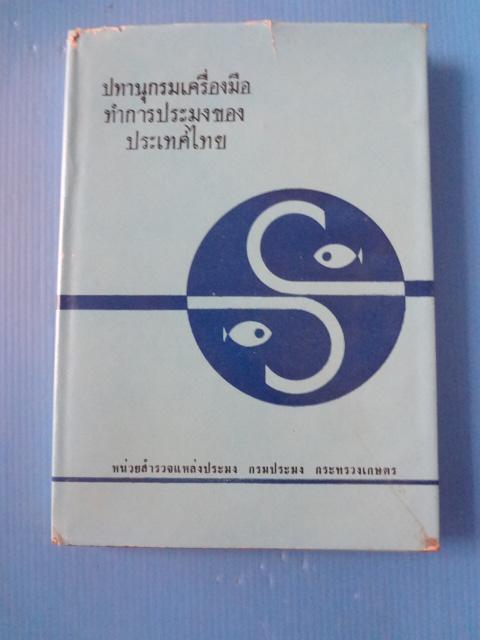 ปทานุกรมเครื่องมือ
ทำการประมงของ
ประเทศไทย
หน่วยสำรวจแหล่งประมง กรมประมง กระทรวงเกษตร